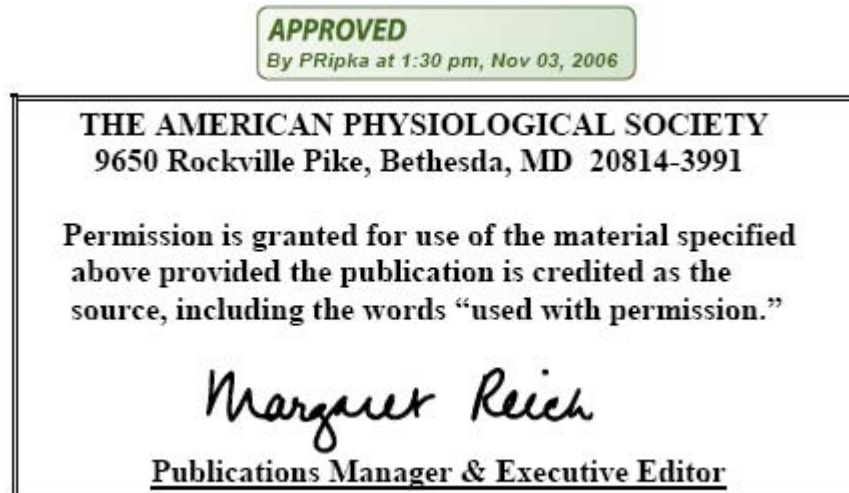 APPROVED
By PRipka at 1:30 pm, Nov 03, 2006
THE AMERICAN PHYSIOLOGICAL SOCIETY
9650 Rockville Pike, Bethesda, MD 20814-3991
Permission is granted for use of the material specified
above provided the publication is credited as the
source, including the words “used with permission.”
Margaret Reich
Publications Manager & Executive Editor